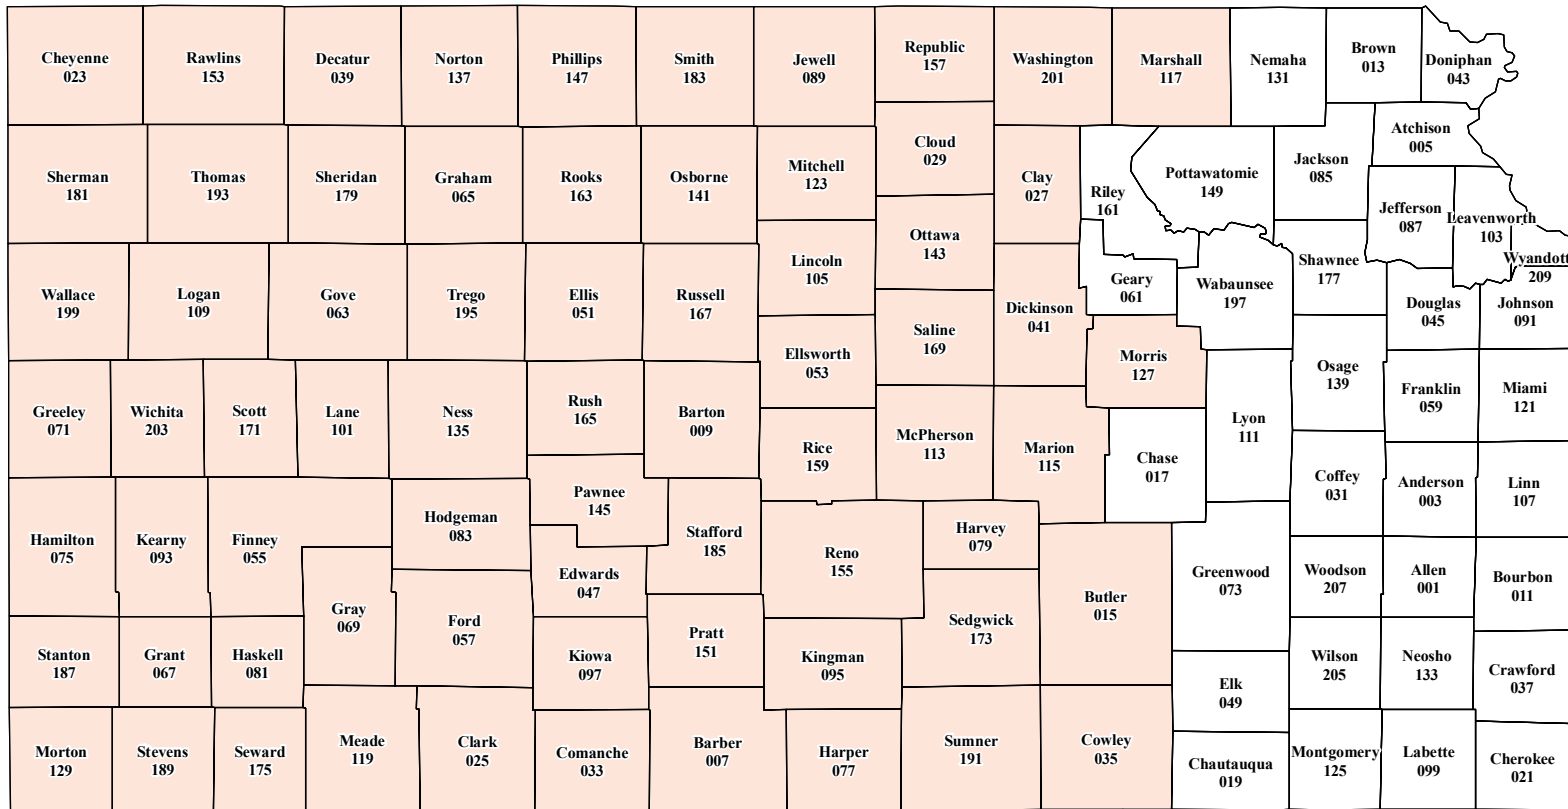 Cheyenne
023
Rawlins
153
Decatur
039
Norton
137
Phillips
147
Smith
183
Jewell
089
Republic
157
Washington
201
Marshall
117
Nemaha
131
Brown
013
Doniphan
043
Sherman
181
Thomas
193
Sheridan
179
Graham
065
Rooks
163
Osborne
141
Mitchell
123
Cloud
029
Clay
027
Riley
161
Pottawatomie
149
Jackson
085
Atchison
005
Jefferson
087
Leavenworth
103
Wyandott
209
Wallace
199
Logan
109
Gove
063
Trego
195
Ellis
051
Russell
167
Lincoln
105
Ottawa
143
Dickinson
041
Geary
061
Wabaunsee
197
Shawnee
177
Douglas
045
Johnson
091
Greeley
071
Wichita
203
Scott
171
Lane
101
Ness
135
Rush
165
Barton
009
Ellsworth
053
Saline
169
Morris
127
Lyon
111
Osage
139
Franklin
059
Miami
121
Rice
159
McPherson
113
Marion
115
Chase
017
Coffey
031
Anderson
003
Linn
107
Hamilton
075
Kearny
093
Finney
055
Hodgeman
083
Pawnee
145
Stafford
185
Reno
155
Harvey
079
Edwards
047
Gray
069
Ford
057
Kiowa
097
Pratt
151
Kingman
095
Sedgwick
173
Butler
015
Greenwood
073
Woodson
207
Allen
001
Bourbon
011
Stanton
187
Grant
067
Haskell
081
Elk
049
Wilson
205
Neosho
133
Crawford
037
Morton
129
Stevens
189
Seward
175
Meade
119
Clark
025
Comanche
033
Barber
007
Harper
077
Sumner
191
Cowley
035
Chautauqua
019
Montgomery
125
Labette
099
Cherokee
021